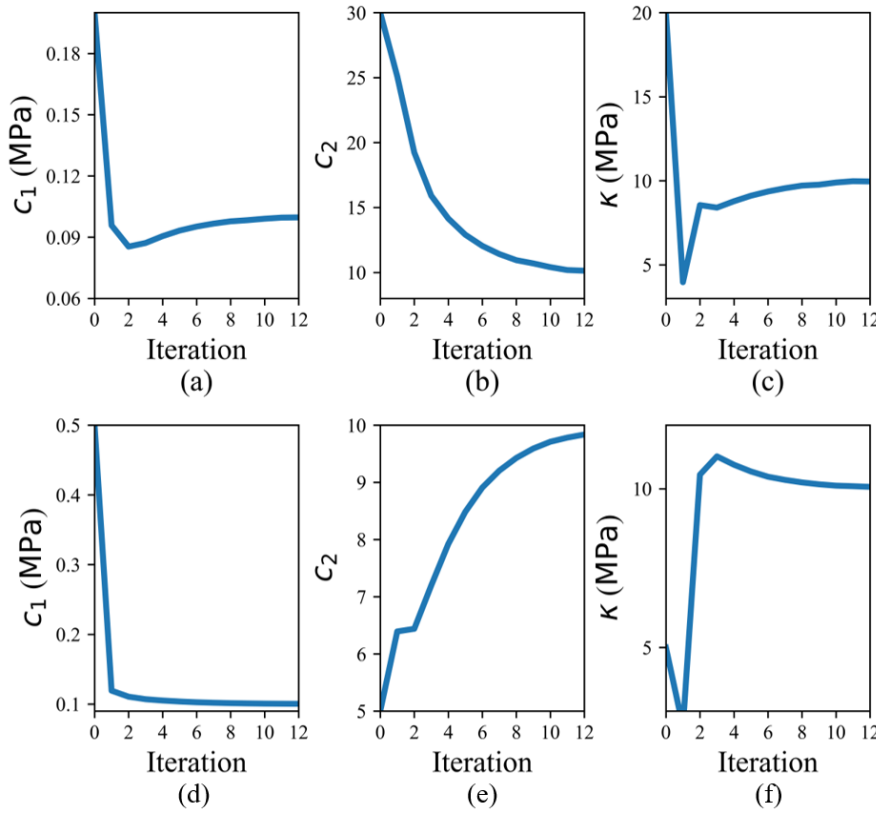 c₁ (MPa)
0.18
0.15
0.12
0.09
0.06
0 2 4 6 8 10 12
Iteration
(a)
c₂
30
25
20
15
10
0 2 4 6 8 10 12
Iteration
(b)
κ (MPa)
20
15
10
5
0 2 4 6 8 10 12
Iteration
(c)
c₁ (MPa)
0.5
0.4
0.3
0.2
0.1
0 2 4 6 8 10 12
Iteration
(d)
c₂
10
9
8
7
6
5
0 2 4 6 8 10 12
Iteration
(e)
κ (MPa)
10
5
0 2 4 6 8 10 12
Iteration
(f)